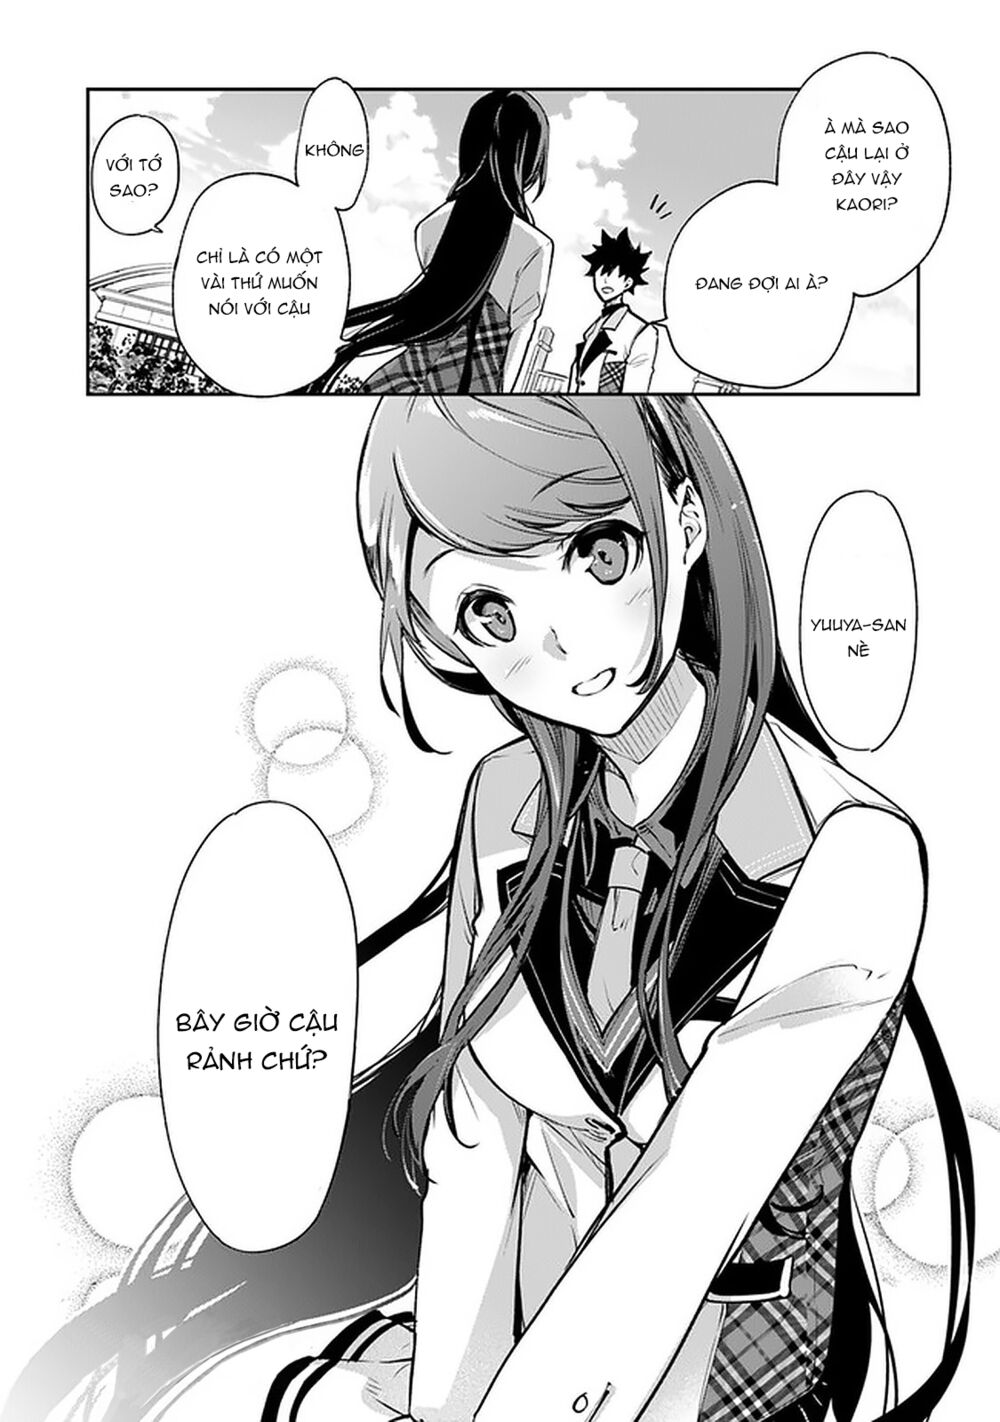 À MÀ SAO
CẬU LẠI Ở
ĐÂY VẬY
KAORI?
ĐANG ĐỢI AI À?
KHÔNG
CHỈ LÀ CÓ MỘT
VÀI THỨ MUỐN
NÓI VỚI CẬU
VỚI TỚ
SAO?
YUUYA-SAN
NÈ
BÂY GIỜ CẬU
RẢNH CHỨ?